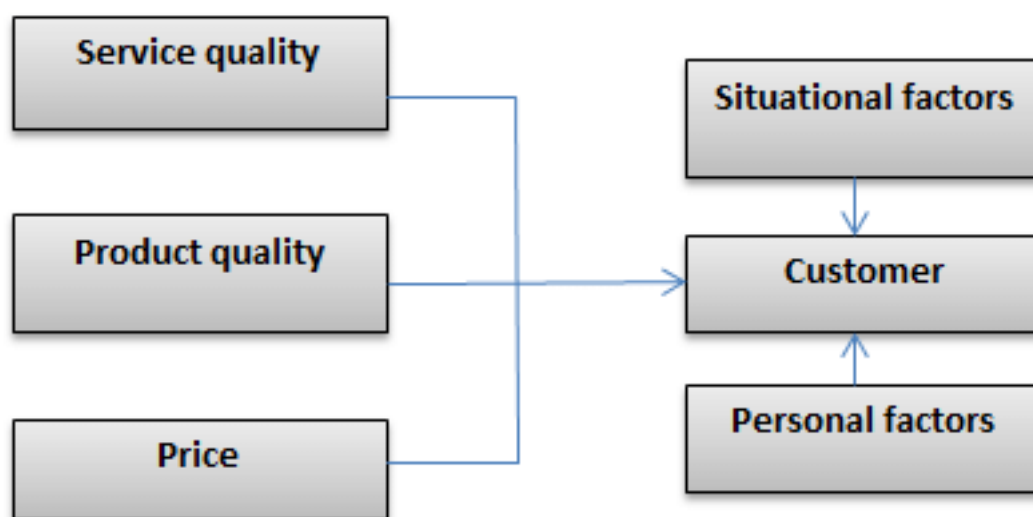 Service quality
Product quality
Price
Situational factors
Customer
Personal factors